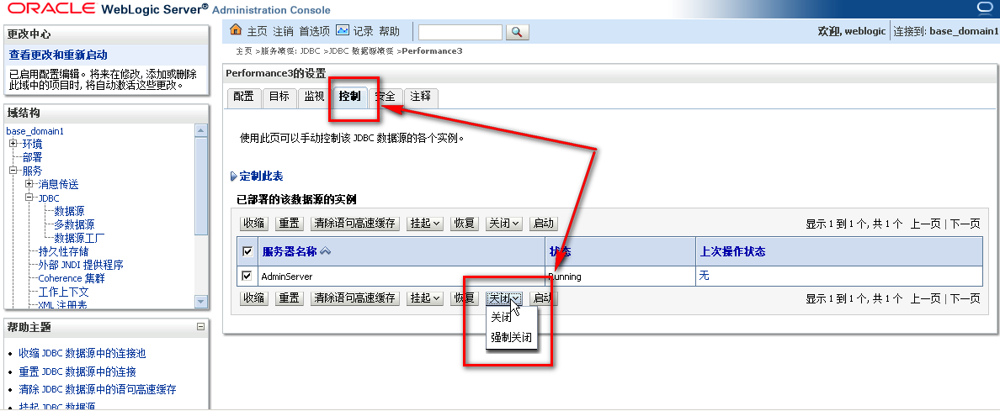 ORACLE WebLogic Server® Administration Console
更改中心
查看更改和重新启动
已启用配置编辑。将来在修改, 添加或删除
此域中的项目时, 将自动激活这些更改。
域结构
base_domain1
环境
部署
服务
消息传送
JDBC
数据源
多数据源
数据源工厂
持久性存储
外部 JNDI 提供程序
Coherence 集群
工作上下文
XML 注册表
帮助主题
收缩 JDBC 数据源中的连接池
重置 JDBC 数据源中的连接
清除 JDBC 数据源中的语句高速缓存
挂起 JDBC 数据源
主页 注销 首选项 记录 帮助
欢迎, weblogic 连接到: base_domain1
主页 >服务概要: JDBC >JDBC 数据源概要 >Performance3
Performance3的设置
配置 目标 监视 控制 安全 注释
使用此页可以手动控制该 JDBC 数据源的各个实例。
定制此表
已部署的该数据源的实例
收缩 重置 清除语句高速缓存 挂起 恢复 关闭 启动 显示 1 到 1 个, 共 1 个 上一页 | 下一页
服务器名称 状态 上次操作状态
AdminServer Running 无
收缩 重置 清除语句高速缓存 挂起 恢复 关闭 启动 显示 1 到 1 个, 共 1 个 上一页 | 下一页
关闭
强制关闭